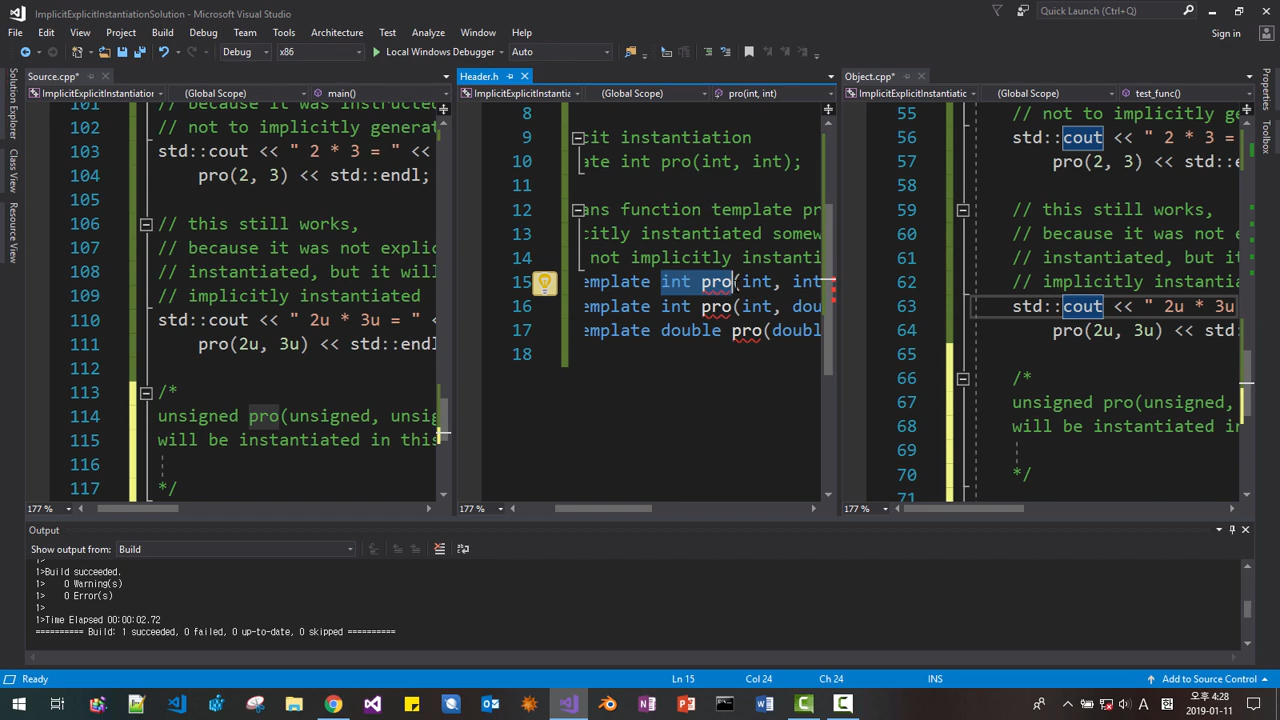 ImplicitExplicitInstantiationSolution - Microsoft Visual Studio
Quick Launch (Ctrl+Q)
File Edit View Project Build Debug Team Tools Architecture Test Analyze Window Help
Sign in
Debug x86 Local Windows Debugger Auto
Solution Explorer
Class View
Resource View
Source.cpp*
ImplicitExplicitInstantiation (Global Scope) main()
101 // because it was instructed
102 // not to implicitly generat
103 std::cout << " 2 * 3 = " <<
104 pro(2, 3) << std::endl;
105
106 // this still works,
107 // because it was not explic
108 // instantiated, but it will
109 // implicitly instantiated
110 std::cout << " 2u * 3u = " <
111 pro(2u, 3u) << std::endl
112
113 /*
114 unsigned pro(unsigned, unsig
115 will be instantiated in this
116
117 */
177 %
Header.h
ImplicitExplicitInstantia (Global Scope) pro(int, int)
8
9 cit instantiation
10 ate int pro(int, int);
11
12 ans function template pr
13 citly instantiated somew
14 not implicitly instanti
15 emplate int pro(int, int
16 emplate int pro(int, dou
17 emplate double pro(doubl
18
177 %
Object.cpp*
ImplicitExplicitInstantiatic (Global Scope) test_func()
55 // not to implicitly ge
56 std::cout << " 2 * 3 =
57 pro(2, 3) << std::e
58
59 // this still works,
60 // because it was not e
61 // instantiated, but it
62 // implicitly instantia
63 std::cout << " 2u * 3u
64 pro(2u, 3u) << std:
65
66 /*
67 unsigned pro(unsigned,
68 will be instantiated in
69
70 */
71
177 %
Properties
Toolbox
Output
Show output from: Build
1>
1>Build succeeded.
1> 0 Warning(s)
1> 0 Error(s)
1>
1>Time Elapsed 00:00:02.72
========== Build: 1 succeeded, 0 failed, 0 up-to-date, 0 skipped ==========
Ready Ln 15 Col 24 Ch 24 INS Add to Source Control
A 오후 4:28
2019-01-11